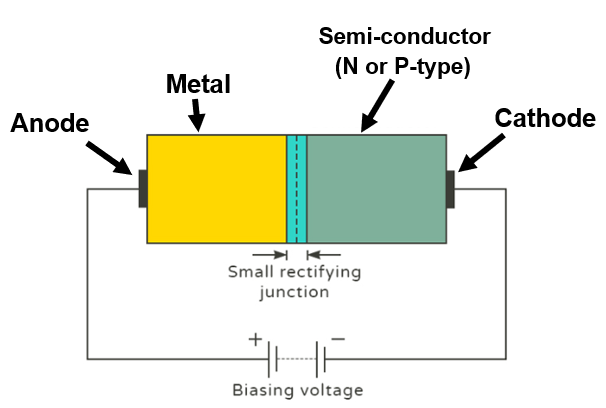 Semi-conductor
(N or P-type)
Metal
Anode
Cathode
Small rectifying
junction
+ −
Biasing voltage